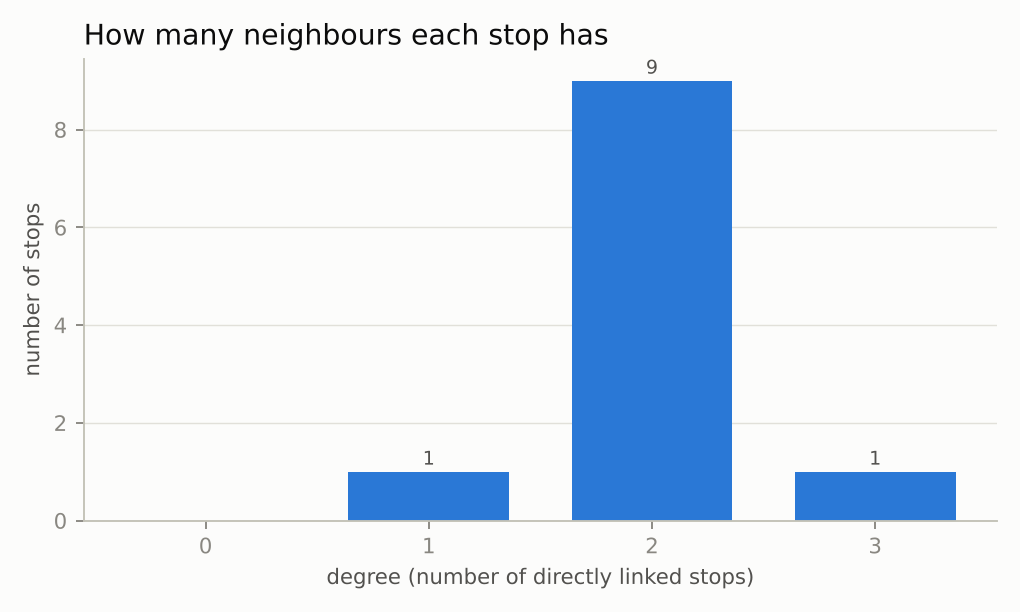 How many neighbours each stop has
number of stops
8
6
4
2
0
9
1
1
0 1 2 3
degree (number of directly linked stops)